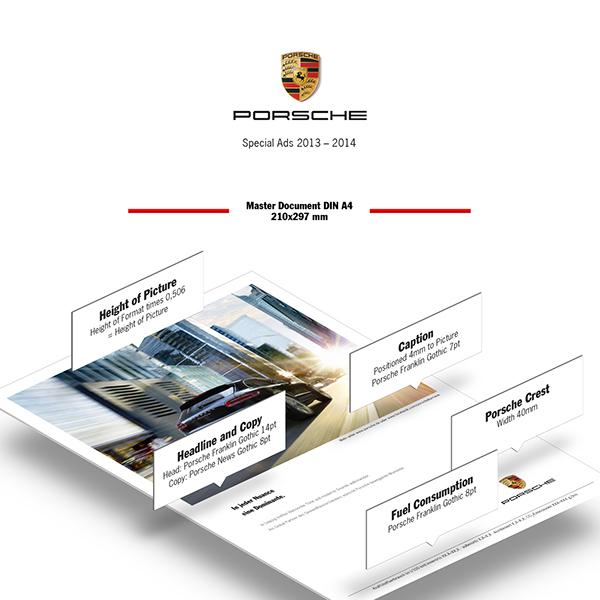 PORSCHE
PORSCHE
Special Ads 2013 – 2014
Master Document DIN A4
210x297 mm
Height of Picture
Height of Format times 0,506
= Height of Picture
Caption
Positioned 4mm to Picture
Porsche Franklin Gothic 7pt
Porsche Crest
Width 40mm
Headline and Copy
Head: Porsche Franklin Gothic 14pt
Copy: Porsche News Gothic 8pt
In jeder Nuance
eine Dominante.
Fuel Consumption
Porsche Franklin Gothic 8pt
PORSCHE